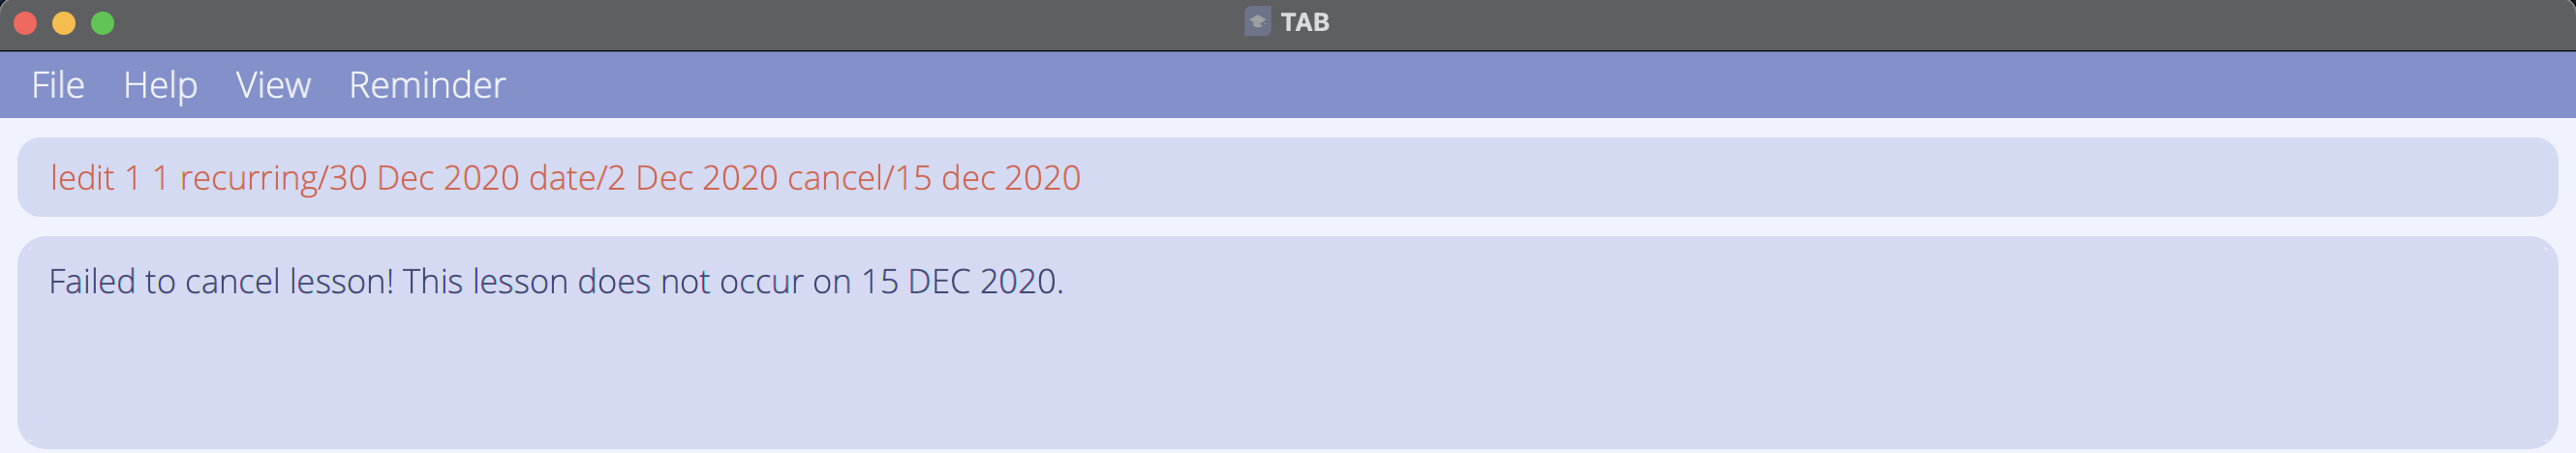 TAB
File Help View Reminder
ledit 1 1 recurring/30 Dec 2020 date/2 Dec 2020 cancel/15 dec 2020
Failed to cancel lesson! This lesson does not occur on 15 DEC 2020.